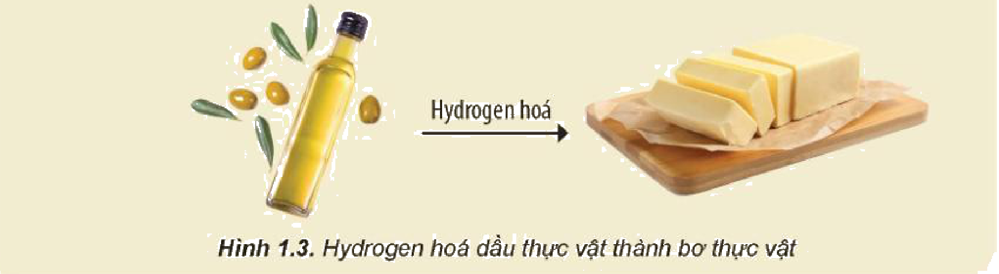 Hydrogen hoá
Hình 1.3. Hydrogen hoá dầu thực vật thành bơ thực vật